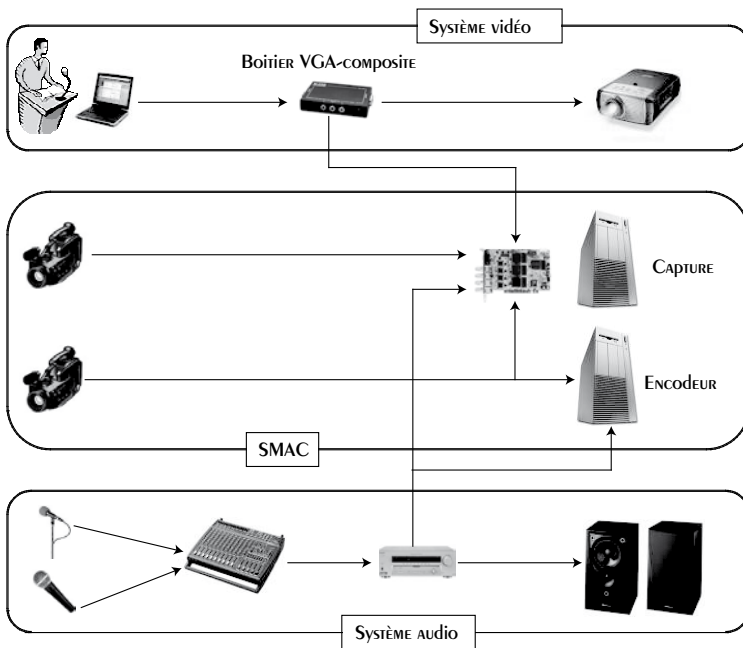 Système vidéo
Boitier VGA-composite
Capture
Encodeur
SMAC
Système audio